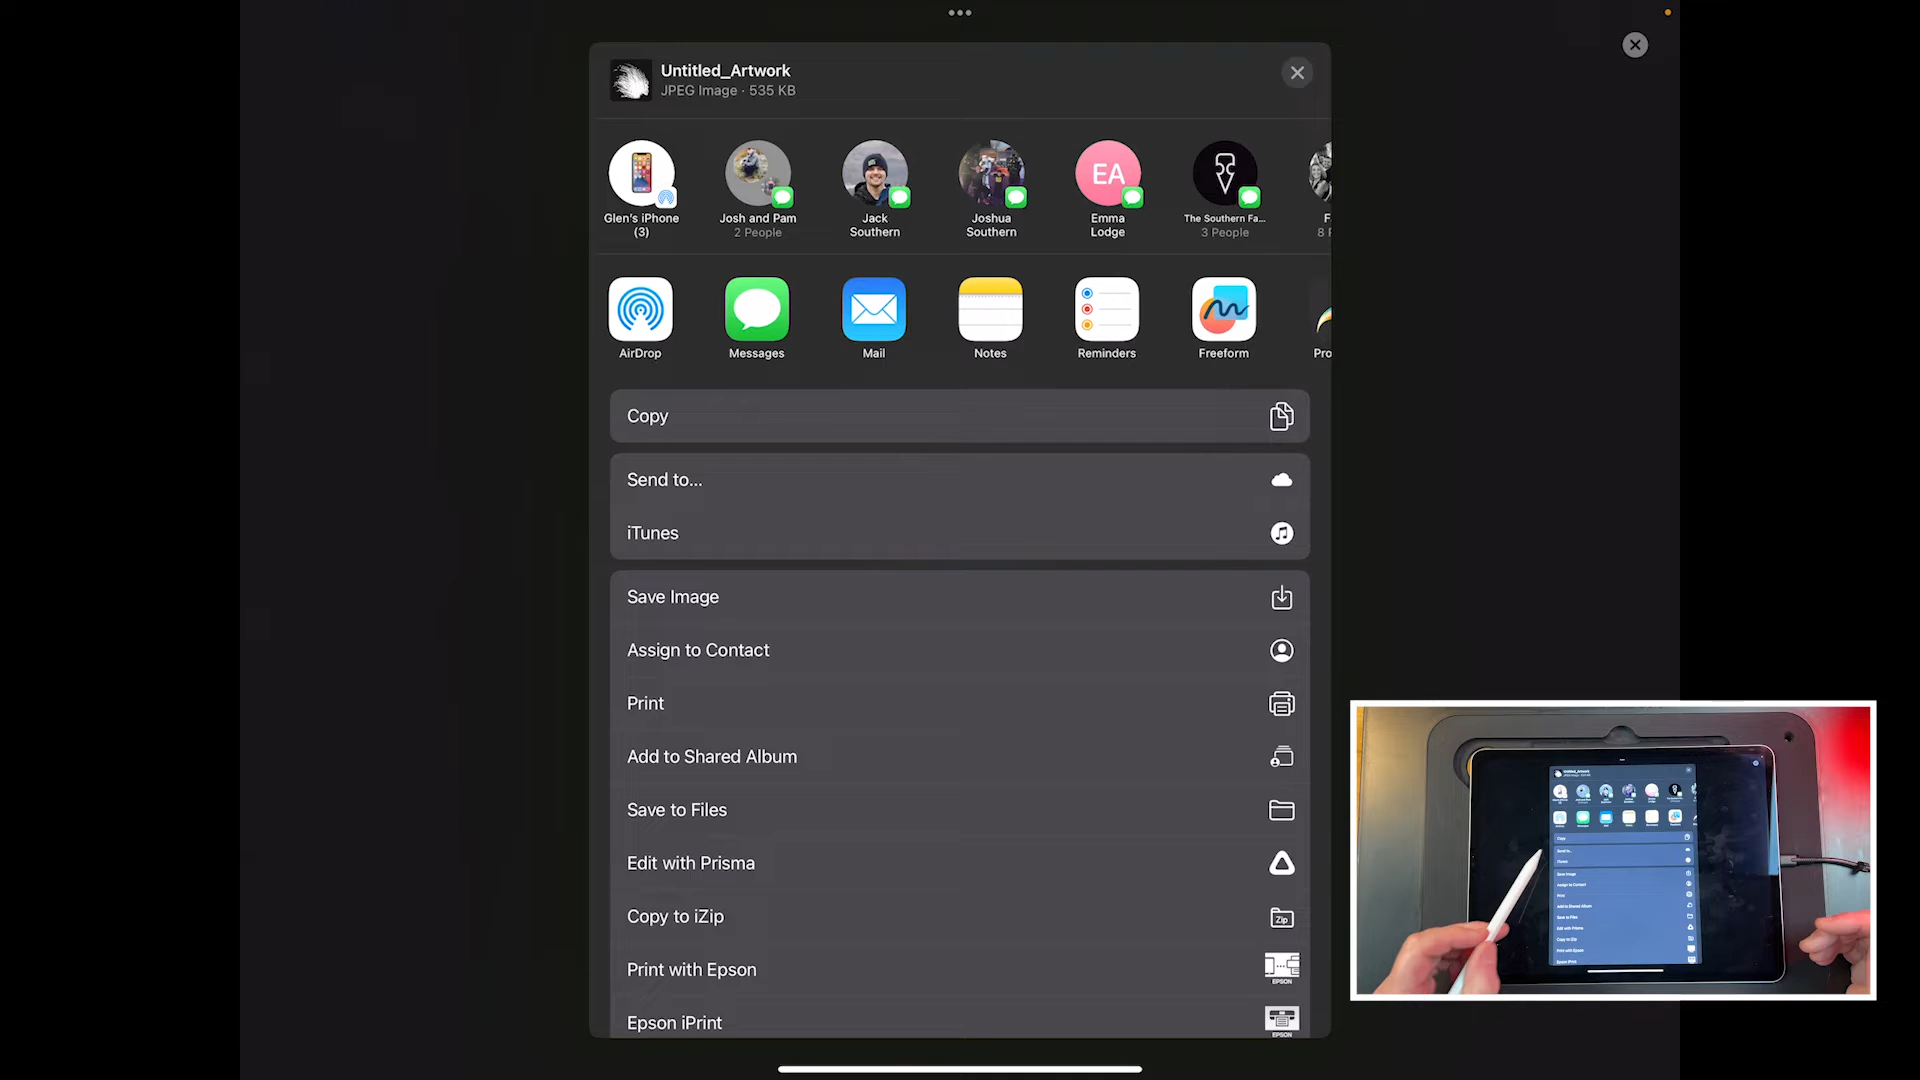 Untitled_Artwork
JPEG Image · 535 KB
Glen's iPhone
(3)
Josh and Pam
2 People
Jack
Southern
Joshua
Southern
EA
Emma
Lodge
The Southern Fa...
3 People
F
8 F
AirDrop
Messages
Mail
Notes
Reminders
Freeform
Pro
Copy
Send to...
iTunes
Save Image
Assign to Contact
Print
Add to Shared Album
Save to Files
Edit with Prisma
Copy to iZip
Zip
Print with Epson
EPSON
Epson iPrint
EPSON